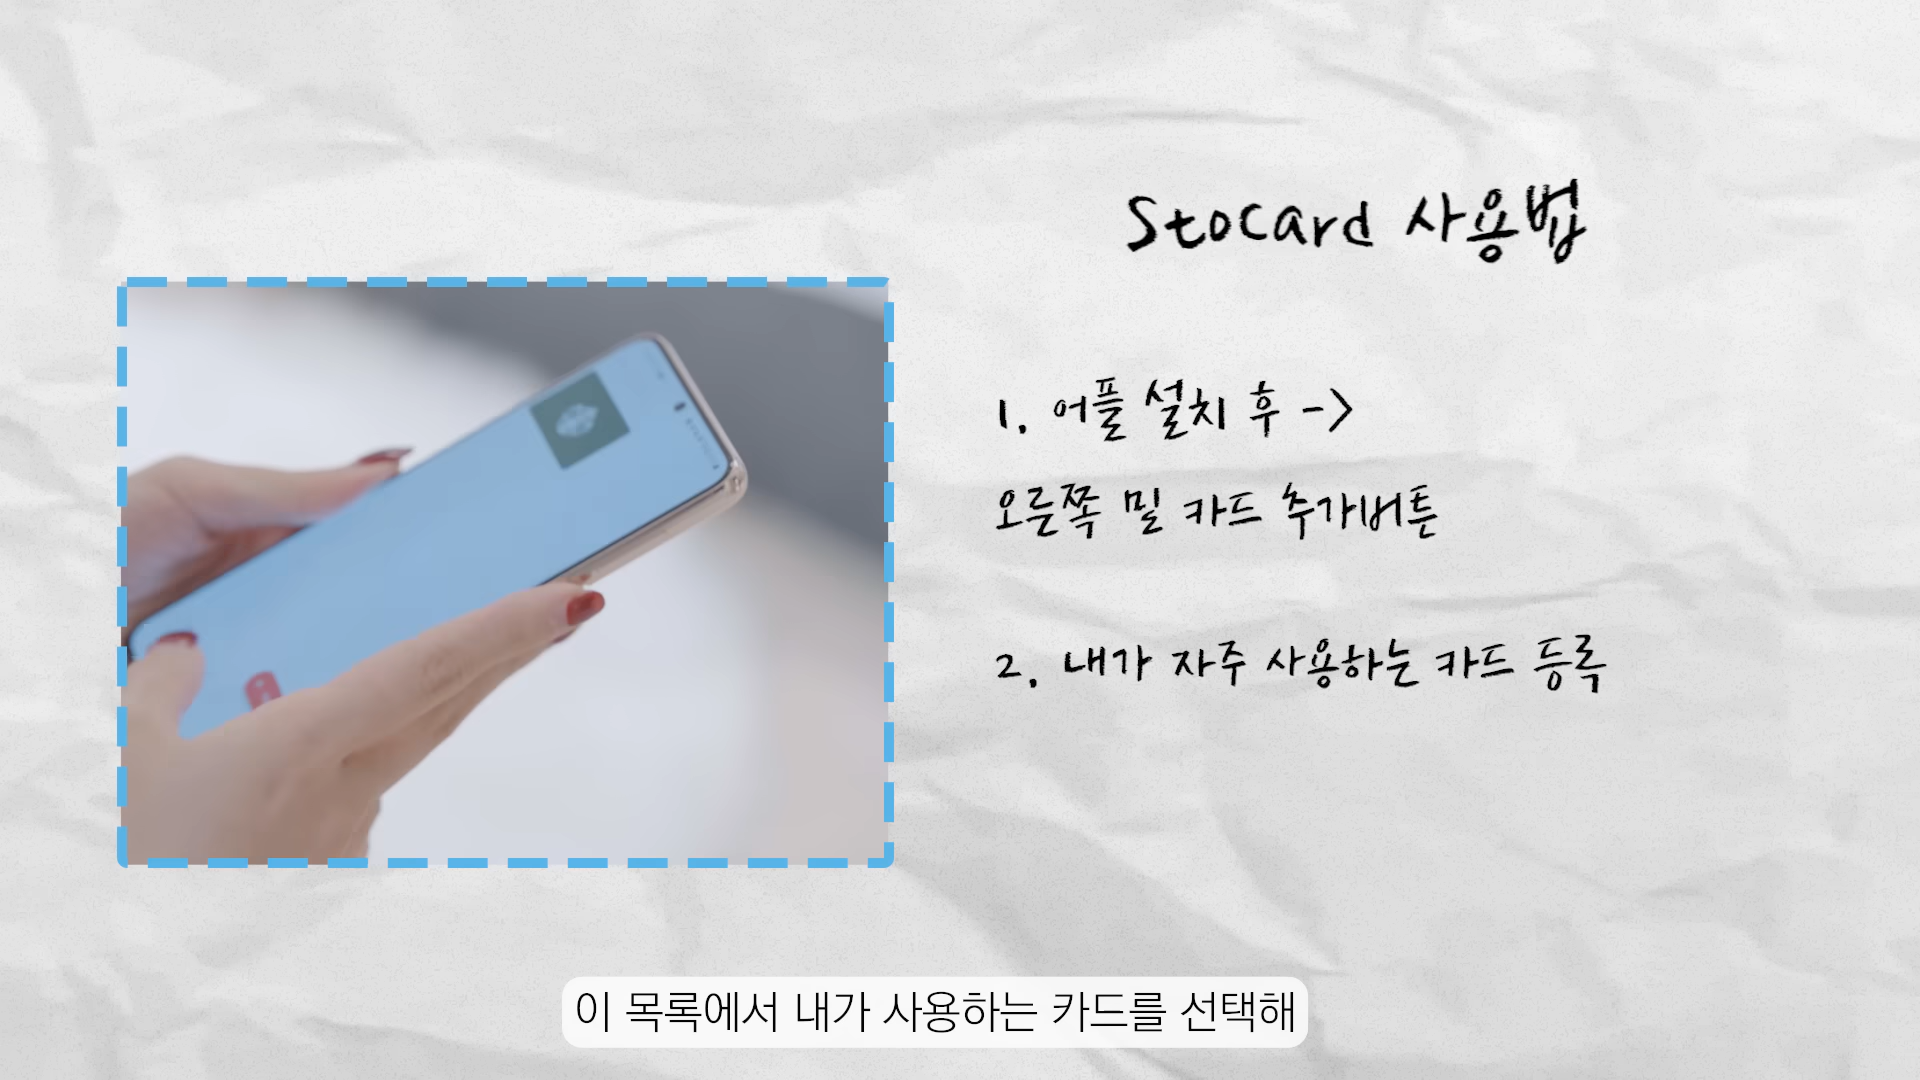 Stocard 사용법
1. 어플 설치 후 ->
오른쪽 밑 카드 추가버튼
2. 내가 자주 사용하는 카드 등록
이 목록에서 내가 사용하는 카드를 선택해